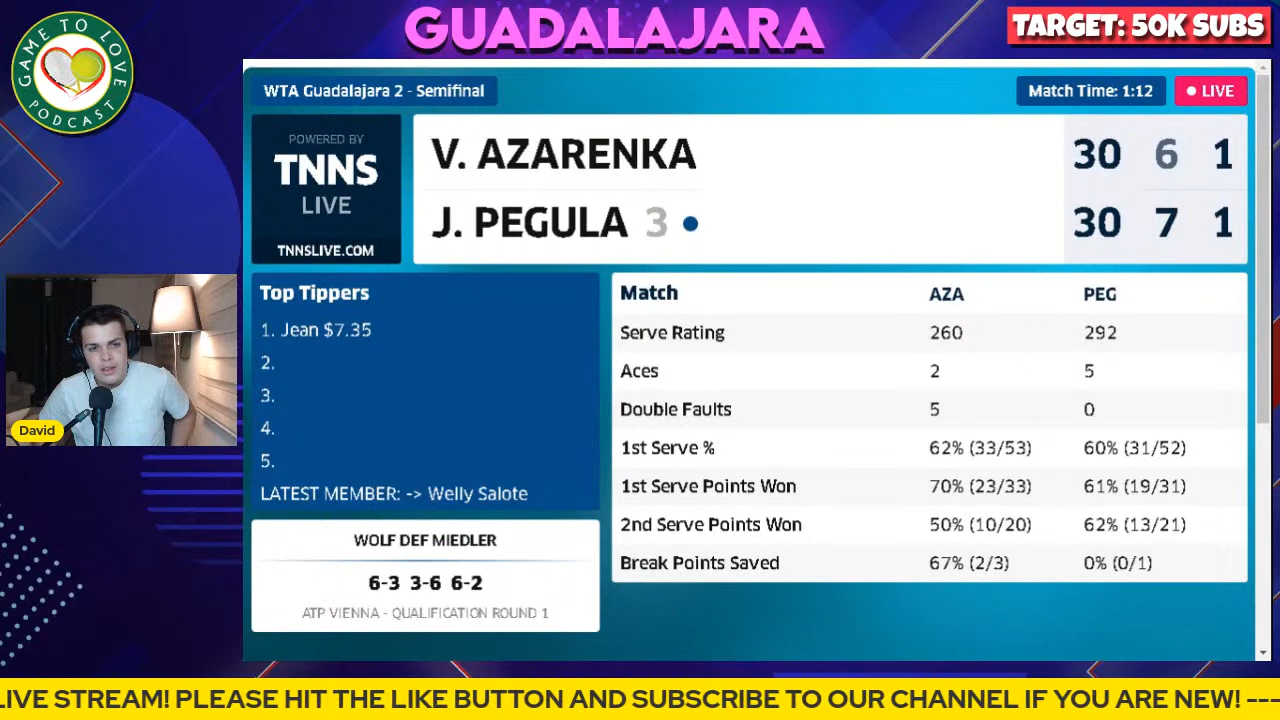 GAME TO LOVE
PODCAST
GUADALAJARA
TARGET: 50K SUBS
WTA Guadalajara 2 - Semifinal
Match Time: 1:12
LIVE
POWERED BY
TNNS
LIVE
TNNSLIVE.COM
V. AZARENKA 30 6 1
J. PEGULA 3 30 7 1
Top Tippers
1. Jean $7.35
2.
3.
4.
5.
LATEST MEMBER: -> Welly Salote
WOLF DEF MIEDLER
6-3 3-6 6-2
ATP VIENNA - QUALIFICATION ROUND 1
Match AZA PEG
Serve Rating 260 292
Aces 2 5
Double Faults 5 0
1st Serve % 62% (33/53) 60% (31/52)
1st Serve Points Won 70% (23/33) 61% (19/31)
2nd Serve Points Won 50% (10/20) 62% (13/21)
Break Points Saved 67% (2/3) 0% (0/1)
David
LIVE STREAM! PLEASE HIT THE LIKE BUTTON AND SUBSCRIBE TO OUR CHANNEL IF YOU ARE NEW! ---